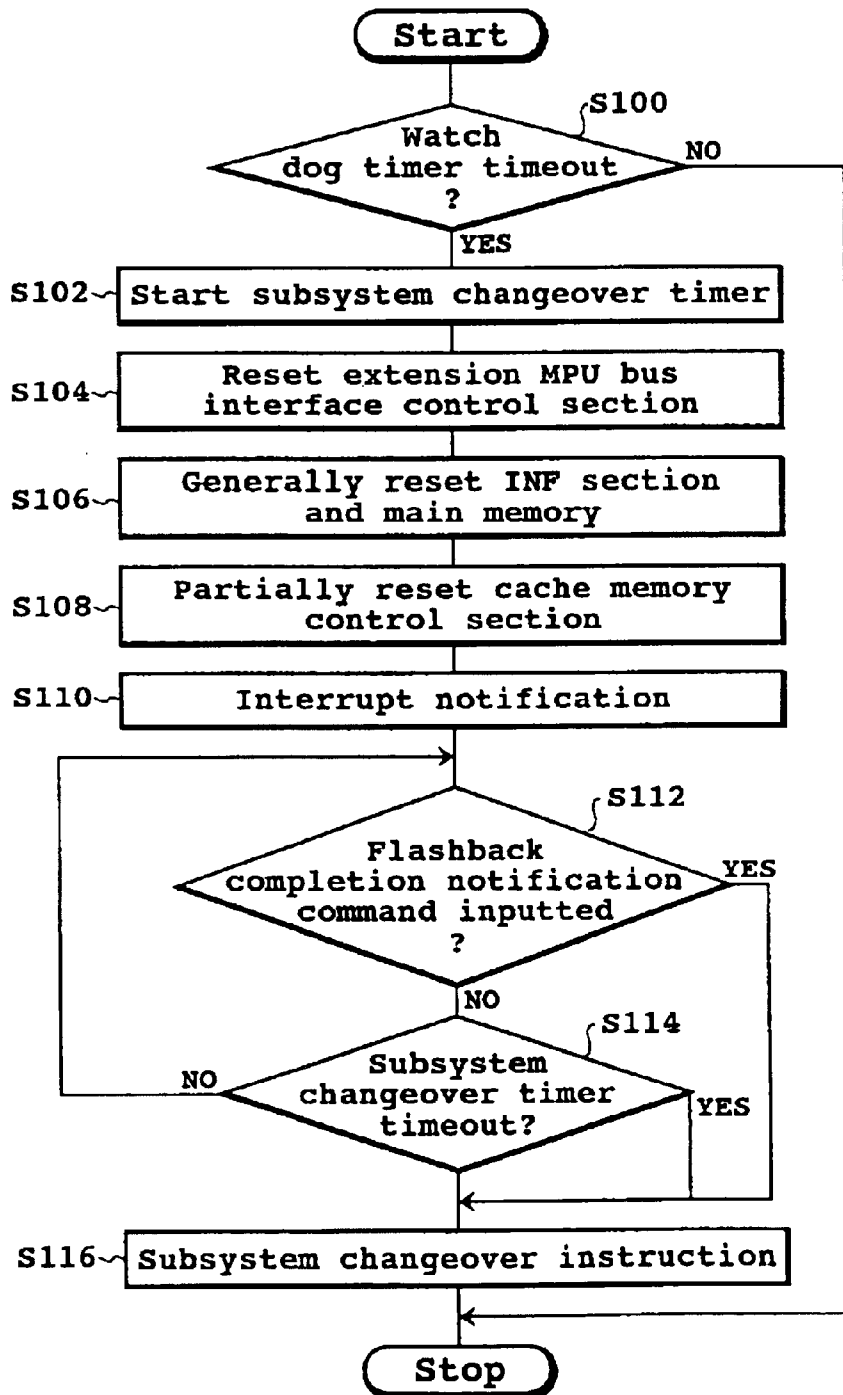 Start
S100
Watch
dog timer timeout
?
NO
YES
S102
Start subsystem changeover timer
S104
Reset extension MPU bus
interface control section
S106
Generally reset INF section
and main memory
S108
Partially reset cache memory
control section
S110
Interrupt notification
S112
Flashback
completion notification
command inputted
?
YES
NO
S114
Subsystem
changeover timer
timeout?
NO
YES
S116
Subsystem changeover instruction
Stop